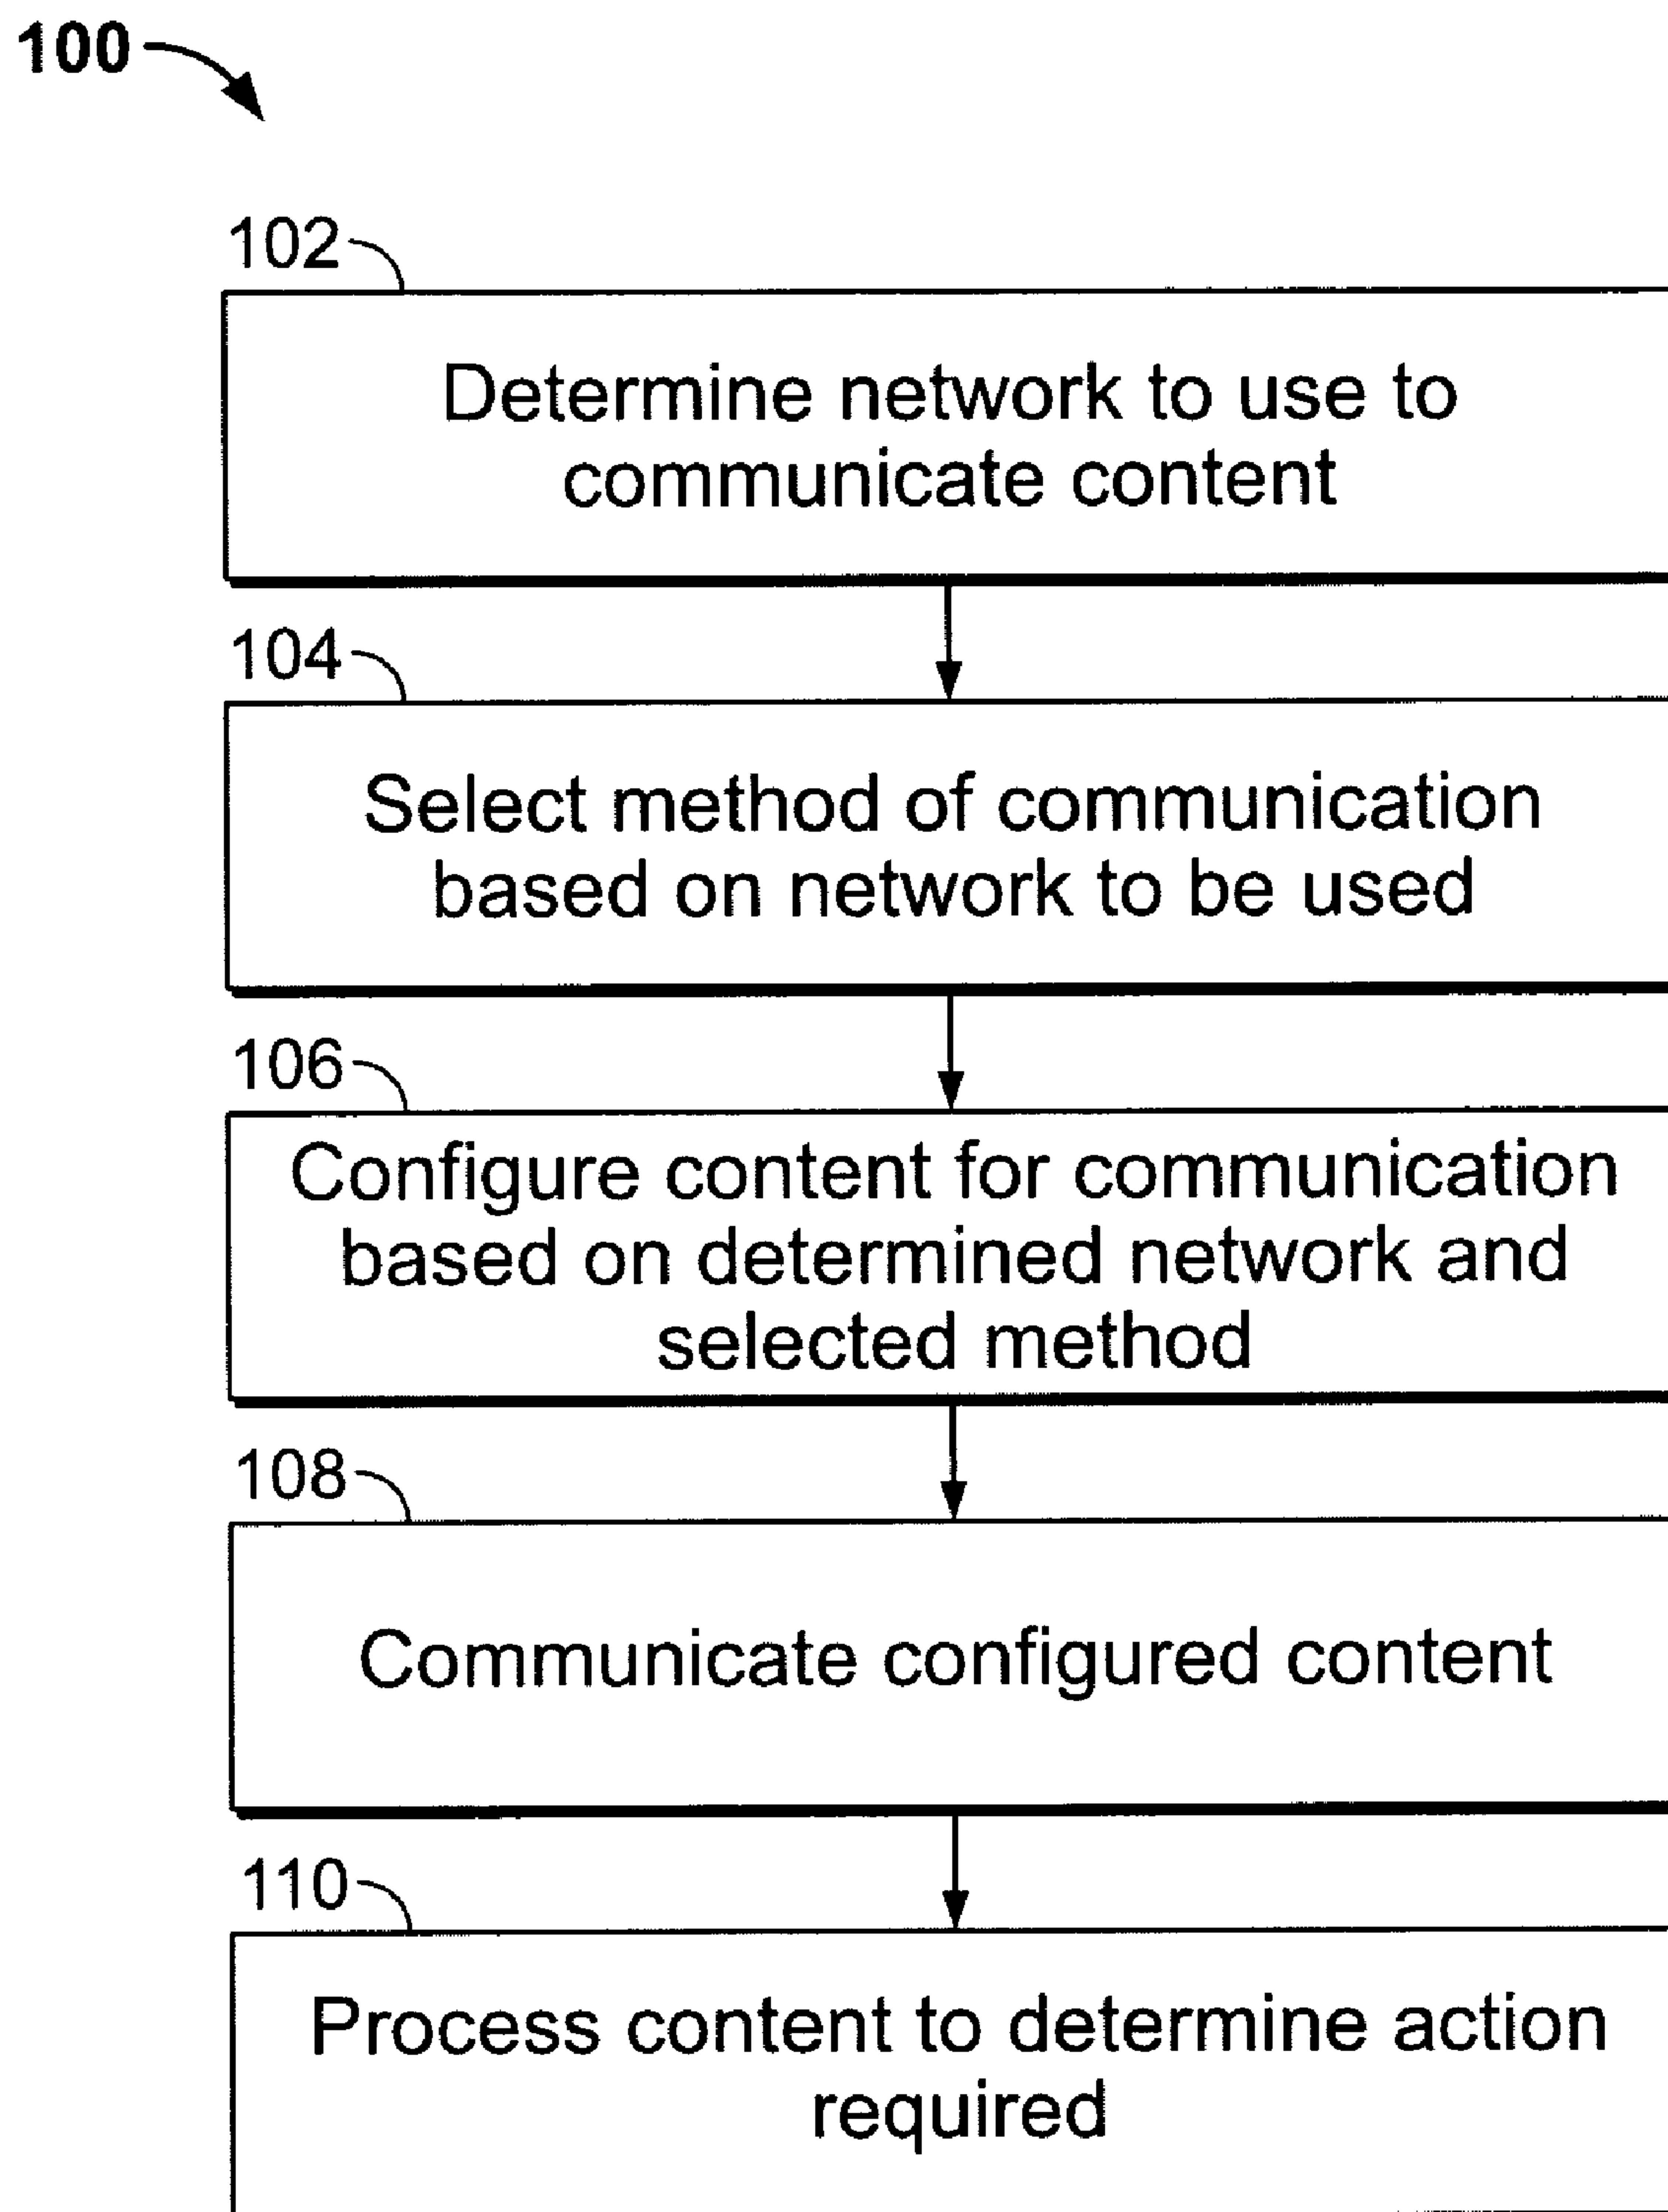 100
102
Determine network to use to
communicate content
104
Select method of communication
based on network to be used
106
Configure content for communication
based on determined network and
selected method
108
Communicate configured content
110
Process content to determine action
required